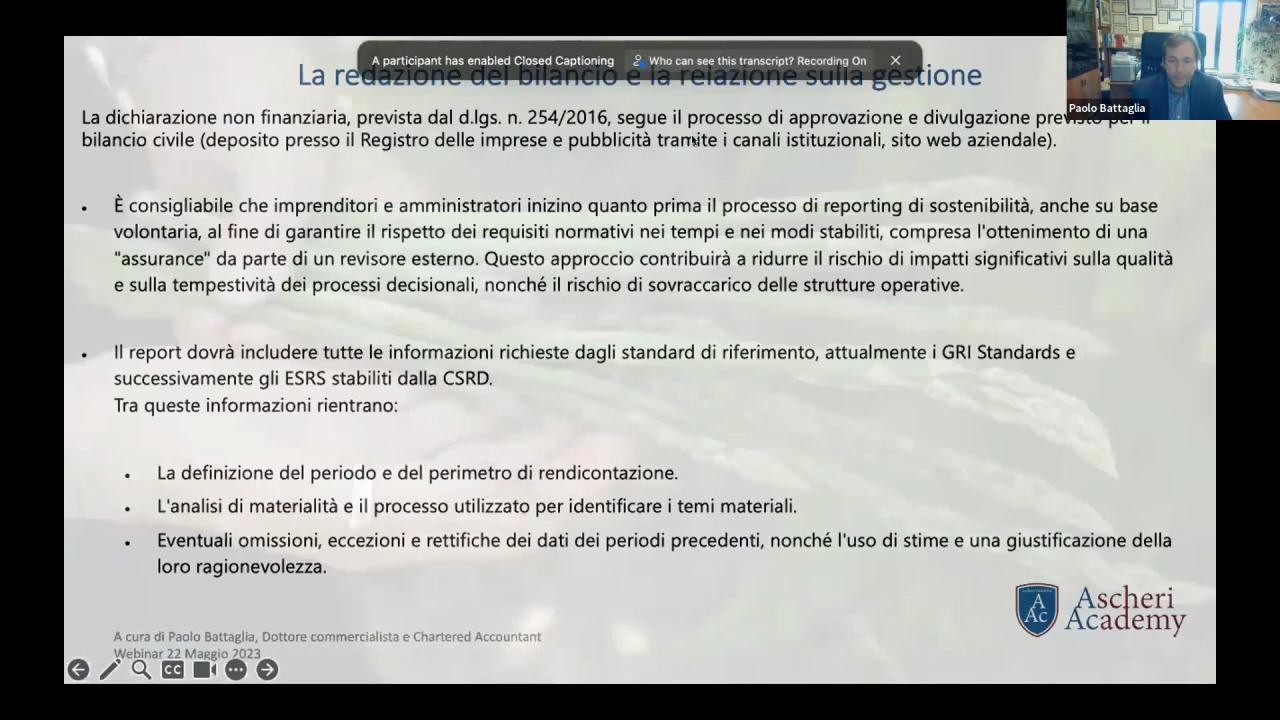 A participant has enabled Closed Captioning
Who can see this transcript? Recording On
Paolo Battaglia
La redazione del bilancio e la relazione sulla gestione
La dichiarazione non finanziaria, prevista dal d.lgs. n. 254/2016, segue il processo di approvazione e divulgazione previsto per il
bilancio civile (deposito presso il Registro delle imprese e pubblicità tramite i canali istituzionali, sito web aziendale).
• È consigliabile che imprenditori e amministratori inizino quanto prima il processo di reporting di sostenibilità, anche su base
volontaria, al fine di garantire il rispetto dei requisiti normativi nei tempi e nei modi stabiliti, compresa l'ottenimento di una
"assurance" da parte di un revisore esterno. Questo approccio contribuirà a ridurre il rischio di impatti significativi sulla qualità
e sulla tempestività dei processi decisionali, nonché il rischio di sovraccarico delle strutture operative.
• Il report dovrà includere tutte le informazioni richieste dagli standard di riferimento, attualmente i GRI Standards e
successivamente gli ESRS stabiliti dalla CSRD.
Tra queste informazioni rientrano:
• La definizione del periodo e del perimetro di rendicontazione.
• L'analisi di materialità e il processo utilizzato per identificare i temi materiali.
• Eventuali omissioni, eccezioni e rettifiche dei dati dei periodi precedenti, nonché l'uso di stime e una giustificazione della
loro ragionevolezza.
A
Ac
Ascheri
Academy
A cura di Paolo Battaglia, Dottore commercialista e Chartered Accountant
Webinar 22 Maggio 2023
CC